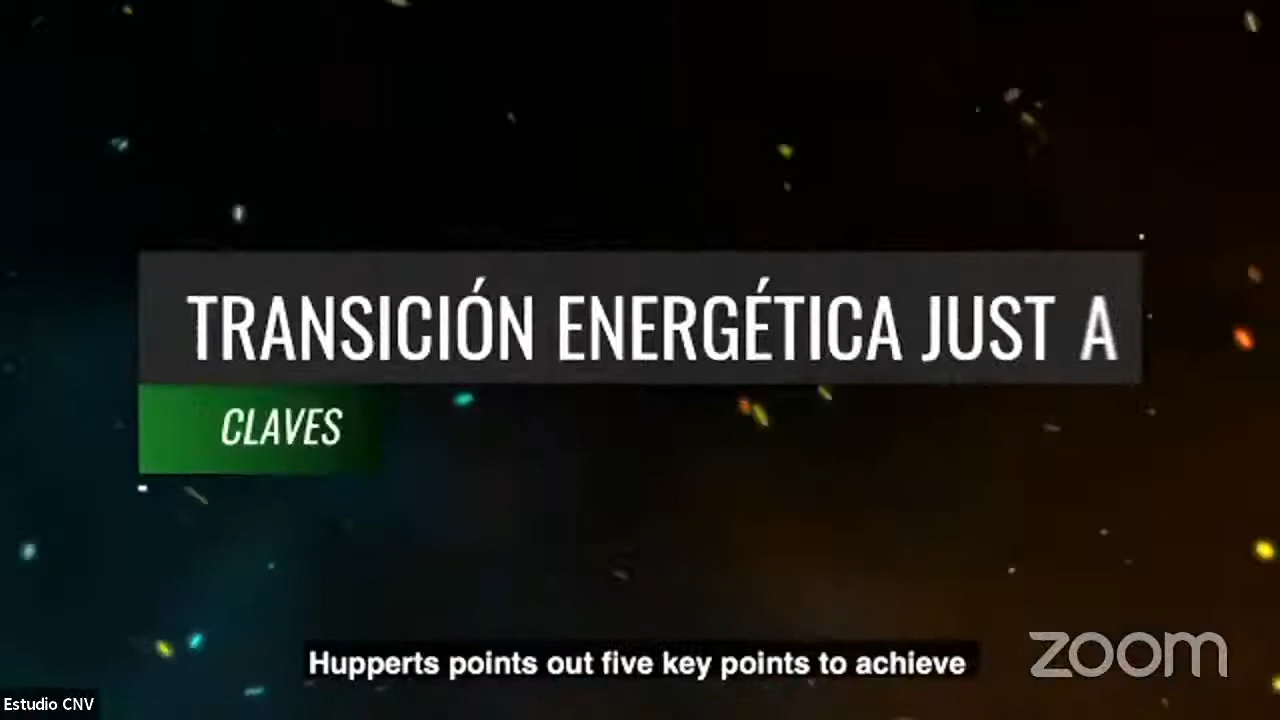 TRANSICIÓN ENERGÉTICA JUST A
CLAVES
Hupperts points out five key points to achieve
zoom
Estudio CNV